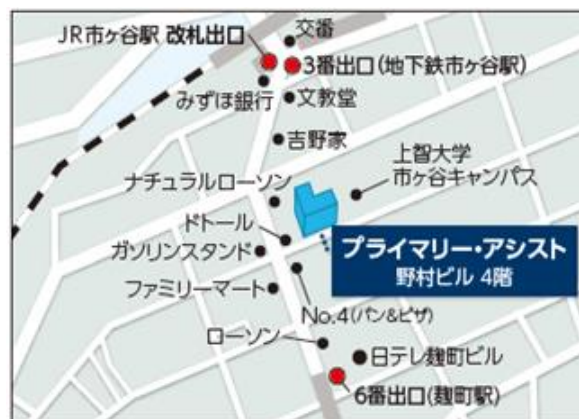 交番
JR市ケ谷駅 改札出口
3番出口(地下鉄市ヶ谷駅)
みずほ銀行
文教堂
吉野家
上智大学
市ヶ谷キャンパス
ナチュラルローソン
ドトール
ガソリンスタンド
プライマリー・アシスト
野村ビル 4階
ファミリーマート
No.4(パン&ピザ)
ローソン
日テレ麹町ビル
6番出口(麹町駅)